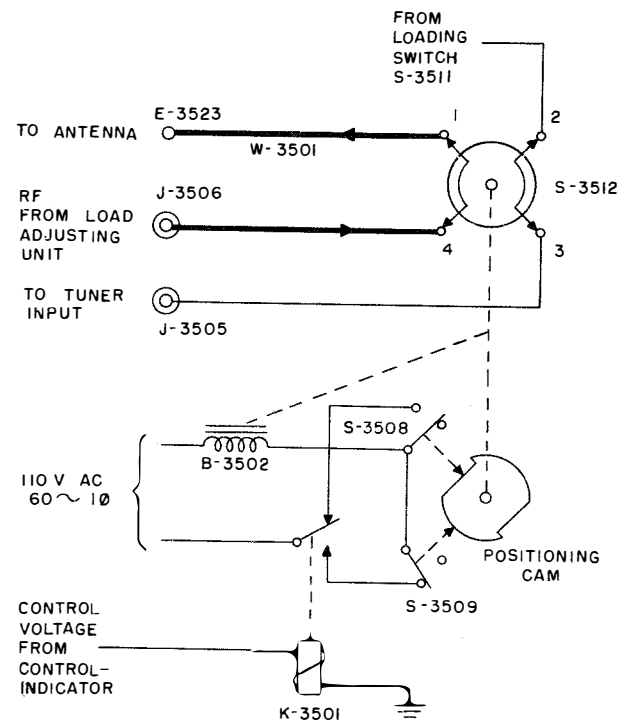 FROM
LOADING
SWITCH
S-3511
1
2
E-3523
TO ANTENNA
W-3501
S-3512
RF
FROM LOAD
ADJUSTING
UNIT
J-3506
4
3
TO TUNER
INPUT
J-3505
S-3508
B-3502
110 V AC
60~ 1Ø
POSITIONING
CAM
S-3509
CONTROL
VOLTAGE
FROM
CONTROL-
INDICATOR
K-3501